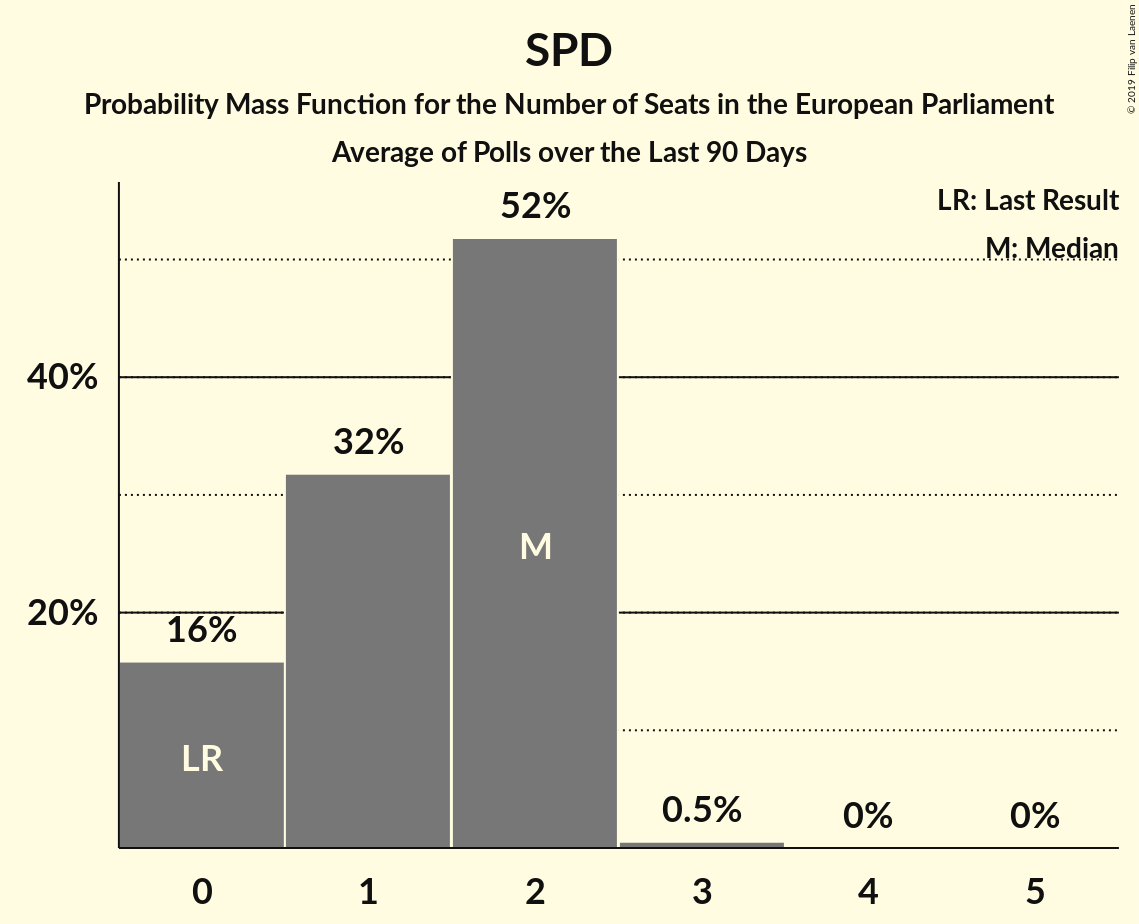 SPD
Probability Mass Function for the Number of Seats in the European Parliament
Average of Polls over the Last 90 Days
© 2019 Filip van Laenen
LR: Last Result
M: Median
52%
40%
32%
M
20%
16%
LR
0.5%
0%
0%
0 1 2 3 4 5